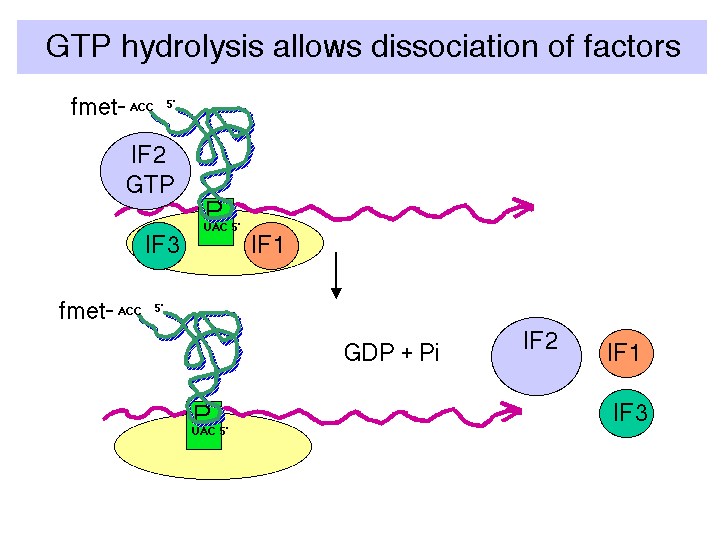 GTP hydrolysis allows dissociation of factors
fmet- ACC 5'
IF2
GTP
P
UAC 5'
IF3
IF1
fmet- ACC 5'
GDP + Pi
IF2
IF1
IF3
P
UAC 5'